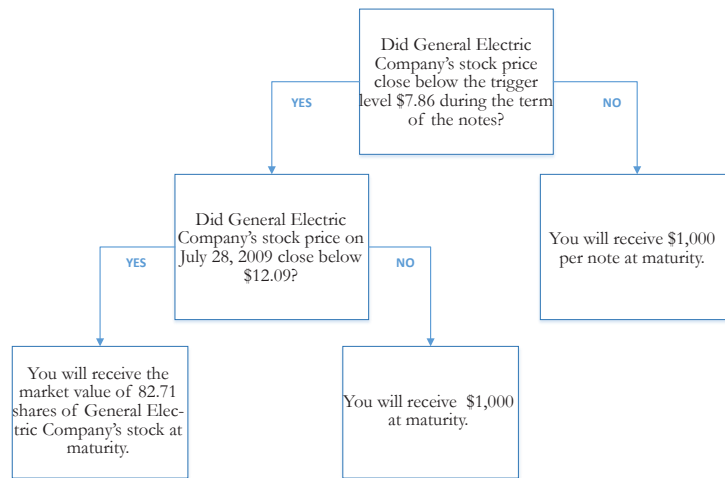 Did General Electric
Company's stock price
close below the trigger
level $7.86 during the term
of the notes?
YES
NO
Did General Electric
Company's stock price on
July 28, 2009 close below
$12.09?
You will receive $1,000
per note at maturity.
YES
NO
You will receive the
market value of 82.71
shares of General Elec-
tric Company's stock at
maturity.
You will receive $1,000
at maturity.